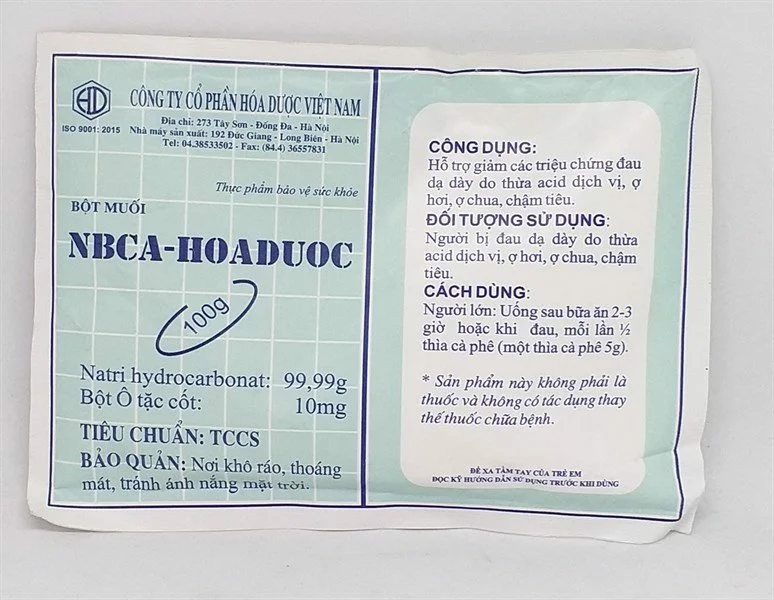 HD
ISO 9001: 2015
CÔNG TY CỔ PHẦN HÓA DƯỢC VIỆT NAM
Địa chỉ: 273 Tây Sơn - Đống Đa - Hà Nội
Nhà máy sản xuất: 192 Đức Giang - Long Biên - Hà Nội
Tel: 04.38533502 - Fax: (84.4) 36557831
Thực phẩm bảo vệ sức khỏe
BỘT MUỐI
NBCA-HOADUOC
100g
Natri hydrocarbonat: 99,99g
Bột Ô tặc cốt: 10mg
TIÊU CHUẨN: TCCS
BẢO QUẢN: Nơi khô ráo, thoáng
mát, tránh ánh nắng mặt trời.
CÔNG DỤNG:
Hỗ trợ giảm các triệu chứng đau
dạ dày do thừa acid dịch vị, ợ
hơi, ợ chua, chậm tiêu.
ĐỐI TƯỢNG SỬ DỤNG:
Người bị đau dạ dày do thừa
acid dịch vị, ợ hơi, ợ chua, chậm
tiêu.
CÁCH DÙNG:
Người lớn: Uống sau bữa ăn 2-3
giờ hoặc khi đau, mỗi lần ½
thìa cà phê (một thìa cà phê 5g).
* Sản phẩm này không phải là
thuốc và không có tác dụng thay
thế thuốc chữa bệnh.
ĐỂ XA TẦM TAY CỦA TRẺ EM
ĐỌC KỸ HƯỚNG DẪN SỬ DỤNG TRƯỚC KHI DÙNG